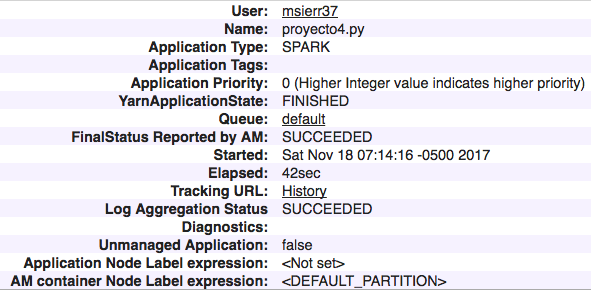 User: msierr37
Name: proyecto4.py
Application Type: SPARK
Application Tags:
Application Priority: 0 (Higher Integer value indicates higher priority)
YarnApplicationState: FINISHED
Queue: default
FinalStatus Reported by AM: SUCCEEDED
Started: Sat Nov 18 07:14:16 -0500 2017
Elapsed: 42sec
Tracking URL: History
Log Aggregation Status SUCCEEDED
Diagnostics:
Unmanaged Application: false
Application Node Label expression: <Not set>
AM container Node Label expression: <DEFAULT_PARTITION>